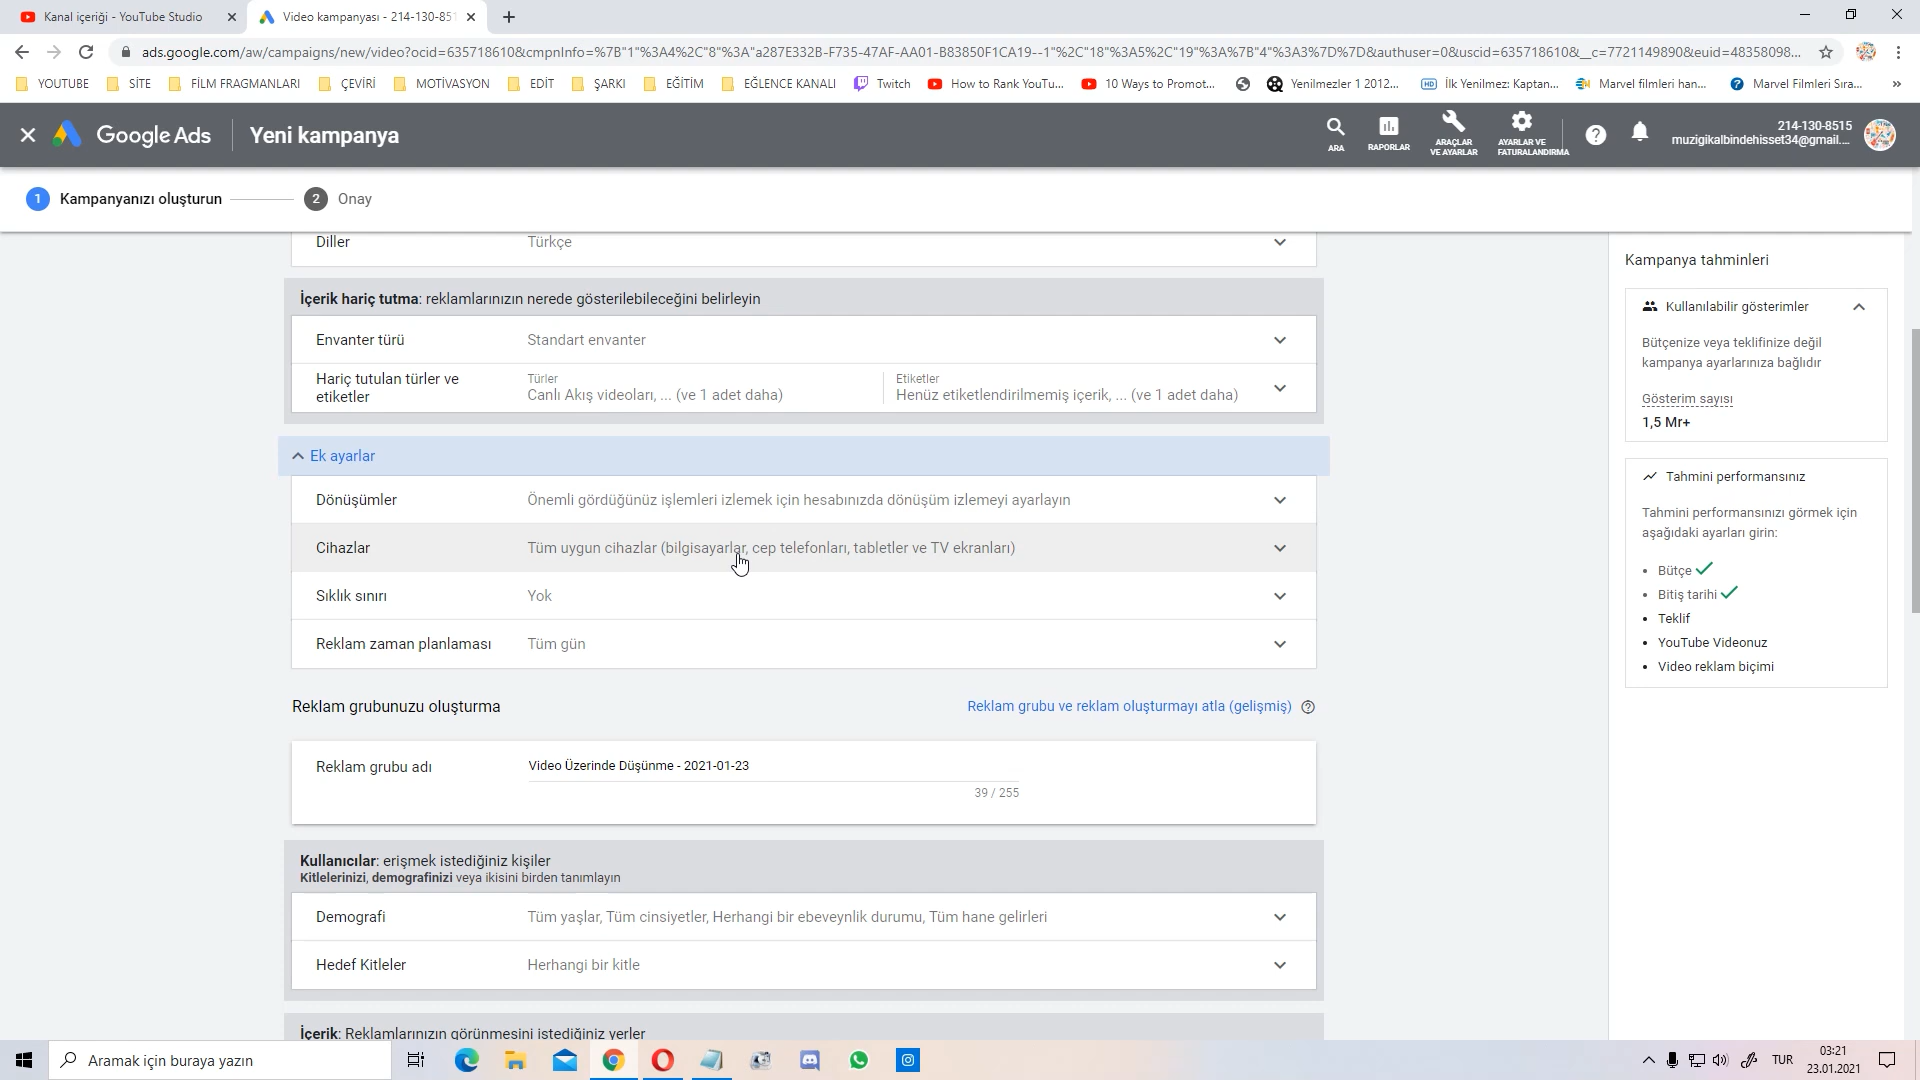 Kanal içeriği - YouTube Studio
Video kampanyası - 214-130-851
ads.google.com/aw/campaigns/new/video?ocid=635718610&cmpnInfo=%7B"1"%3A4%2C"8"%3A"a287E332B-F735-47AF-AA01-B83850F1CA19--1"%2C"18"%3A5%2C"19"%3A%7B"4"%3A3%7D%7D&authuser=0&uscid=635718610&__c=7721149890&euid=48358098...
YOUTUBE
SİTE
FİLM FRAGMANLARI
ÇEVİRİ
MOTİVASYON
EDİT
ŞARKI
EĞİTİM
EĞLENCE KANALI
Twitch
How to Rank YouTu...
10 Ways to Promot...
Yenilmezler 1 2012...
İlk Yenilmez: Kaptan...
Marvel filmleri han...
Marvel Filmleri Sıra...
Google Ads
Yeni kampanya
ARA
RAPORLAR
ARAÇLAR
VE AYARLAR
AYARLAR VE
FATURALANDIRMA
214-130-8515
muzigikalbindehisset34@gmail....
1 Kampanyanızı oluşturun
2 Onay
Diller Türkçe
İçerik hariç tutma: reklamlarınızın nerede gösterilebileceğini belirleyin
Envanter türü Standart envanter
Hariç tutulan türler ve
etiketler
Türler
Canlı Akış videoları, ... (ve 1 adet daha)
Etiketler
Henüz etiketlendirilmemiş içerik, ... (ve 1 adet daha)
Ek ayarlar
Dönüşümler Önemli gördüğünüz işlemleri izlemek için hesabınızda dönüşüm izlemeyi ayarlayın
Cihazlar Tüm uygun cihazlar (bilgisayarlar, cep telefonları, tabletler ve TV ekranları)
Sıklık sınırı Yok
Reklam zaman planlaması Tüm gün
Reklam grubunuzu oluşturma
Reklam grubu ve reklam oluşturmayı atla (gelişmiş)
Reklam grubu adı Video Üzerinde Düşünme - 2021-01-23
39 / 255
Kullanıcılar: erişmek istediğiniz kişiler
Kitlelerinizi, demografinizi veya ikisini birden tanımlayın
Demografi Tüm yaşlar, Tüm cinsiyetler, Herhangi bir ebeveynlik durumu, Tüm hane gelirleri
Hedef Kitleler Herhangi bir kitle
İçerik: Reklamlarınızın görünmesini istediğiniz yerler
Kampanya tahminleri
Kullanılabilir gösterimler
Bütçenize veya teklifinize değil
kampanya ayarlarınıza bağlıdır
Gösterim sayısı
1,5 Mr+
Tahmini performansınız
Tahmini performansınızı görmek için
aşağıdaki ayarları girin:
Bütçe
Bitiş tarihi
Teklif
YouTube Videonuz
Video reklam biçimi
Aramak için buraya yazın
TUR
03:21
23.01.2021